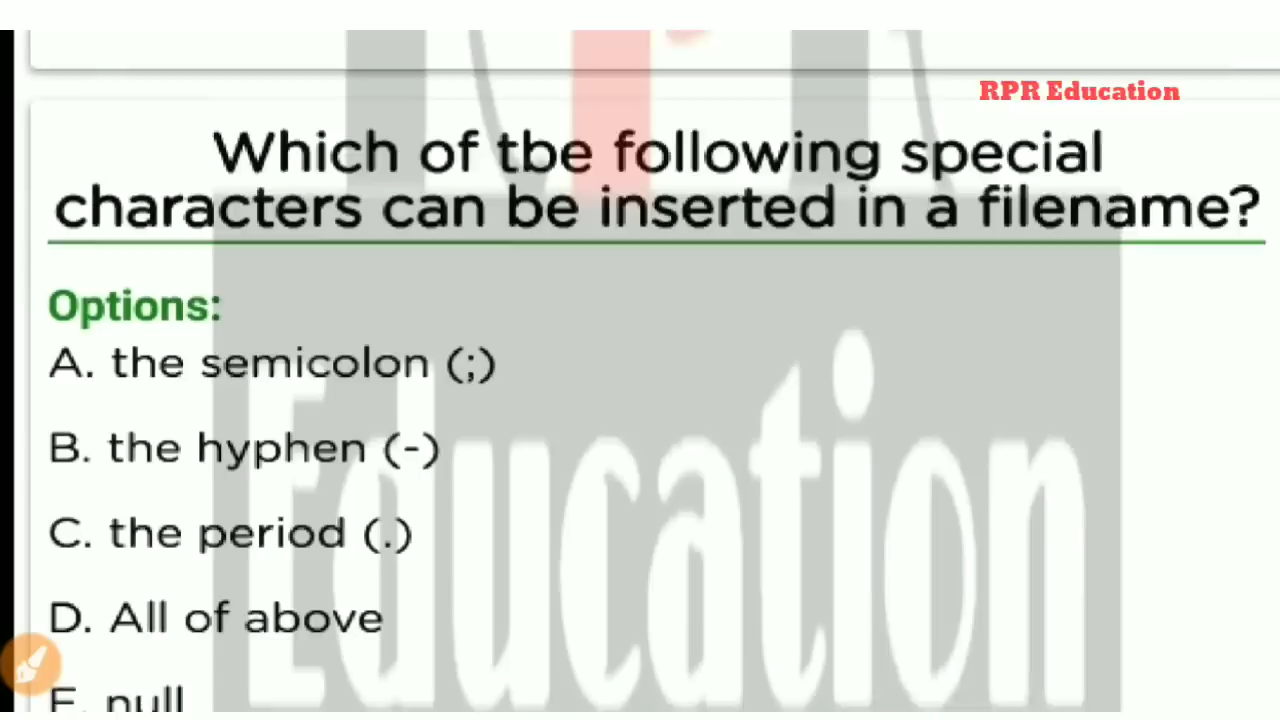 RPR Education
Which of tbe following special
characters can be inserted in a filename?
Options:
A. the semicolon (;)
B. the hyphen (-)
C. the period (.)
D. All of above
E. null
Education